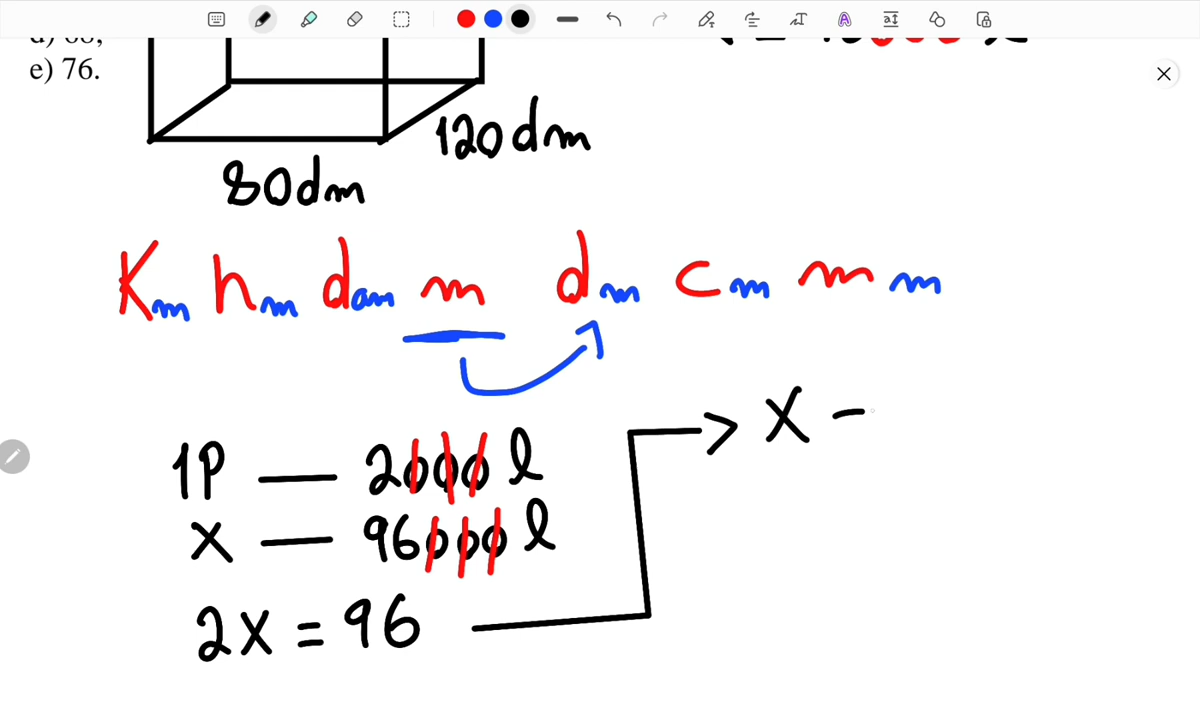 e) 76.
120dm
80dm
Km hm dam m dm cm mm
X -
1P — 2000 l
x — 96000 l
2X = 96